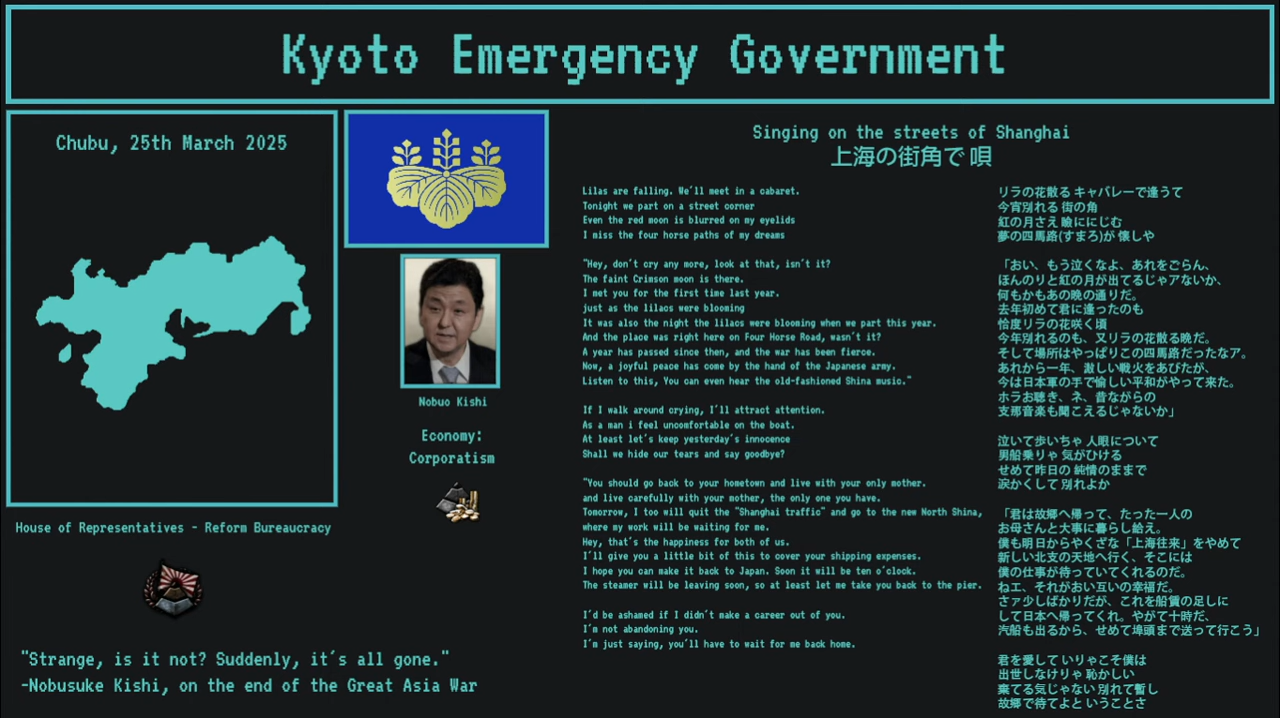 Kyoto Emergency Government
Chubu, 25th March 2025
House of Representatives - Reform Bureaucracy
"Strange, is it not? Suddenly, it's all gone."
-Nobusuke Kishi, on the end of the Great Asia War
Nobuo Kishi
Economy:
Corporatism
Singing on the streets of Shanghai
上海の街角で 唄
Lilas are falling. We'll meet in a cabaret.
Tonight we part on a street corner
Even the red moon is blurred on my eyelids
I miss the four horse paths of my dreams
"Hey, don't cry any more, look at that, isn't it?
The faint Crimson moon is there.
I met you for the first time last year.
just as the lilacs were blooming
It was also the night the lilacs were blooming when we part this year.
And the place was right here on Four Horse Road, wasn't it?
A year has passed since then, and the war has been fierce.
Now, a joyful peace has come by the hand of the Japanese army.
Listen to this, You can even hear the old-fashioned Shina music."
If I walk around crying, I'll attract attention.
As a man i feel uncomfortable on the boat.
At least let's keep yesterday's innocence
Shall we hide our tears and say goodbye?
"You should go back to your hometown and live with your only mother.
and live carefully with your mother, the only one you have.
Tomorrow, I too will quit the "Shanghai traffic" and go to the new North Shina,
where my work will be waiting for me.
Hey, that's the happiness for both of us.
I'll give you a little bit of this to cover your shipping expenses.
I hope you can make it back to Japan. Soon it will be ten o'clock.
The steamer will be leaving soon, so at least let me take you back to the pier.
I'd be ashamed if I didn't make a career out of you.
I'm not abandoning you.
I'm just saying, you'll have to wait for me back home.
リラの花散る キャバレーで逢うて
今宵別れる 街の角
紅の月さえ 瞼ににじむ
夢の四馬路(すまろ)が 懐しや
「おい、もう泣くなよ、あれをごらん、
ほんのりと紅の月が出てるじゃアないか、
何もかもあの晩の通りだ。
去年初めて君に逢ったのも
恰度リラの花咲く頃
今年別れるのも、又リラの花散る晩だ。
そして場所はやっぱりこの四馬路だったなア。
あれから一年、激しい戦火をあびたが、
今は日本軍の手で愉しい平和がやって来た。
ホラお聴き、ネ、昔ながらの
支那音楽も聞こえるじゃないか」
泣いて歩いちゃ 人眼について
男船乗りゃ 気がひける
せめて昨日の 純情のままで
涙かくして 別れよか
「君は故郷へ帰って、たった一人の
お母さんと大事に暮らし給え。
僕も明日からやくざな「上海往来」をやめて
新しい北支の天地へ行く、そこには
僕の仕事が待っていてくれるのだ。
ねエ、それがおい互いの幸福だ。
さァ少しばかりだが、これを船賃の足しに
して日本へ帰ってくれ。やがて十時だ、
汽船も出るから、せめて埠頭まで送って行こう」
君を愛して いりゃこそ僕は
出世しなけりゃ 恥かしい
棄てる気じゃない 別れて暫し
故郷で待てよと いうことさ